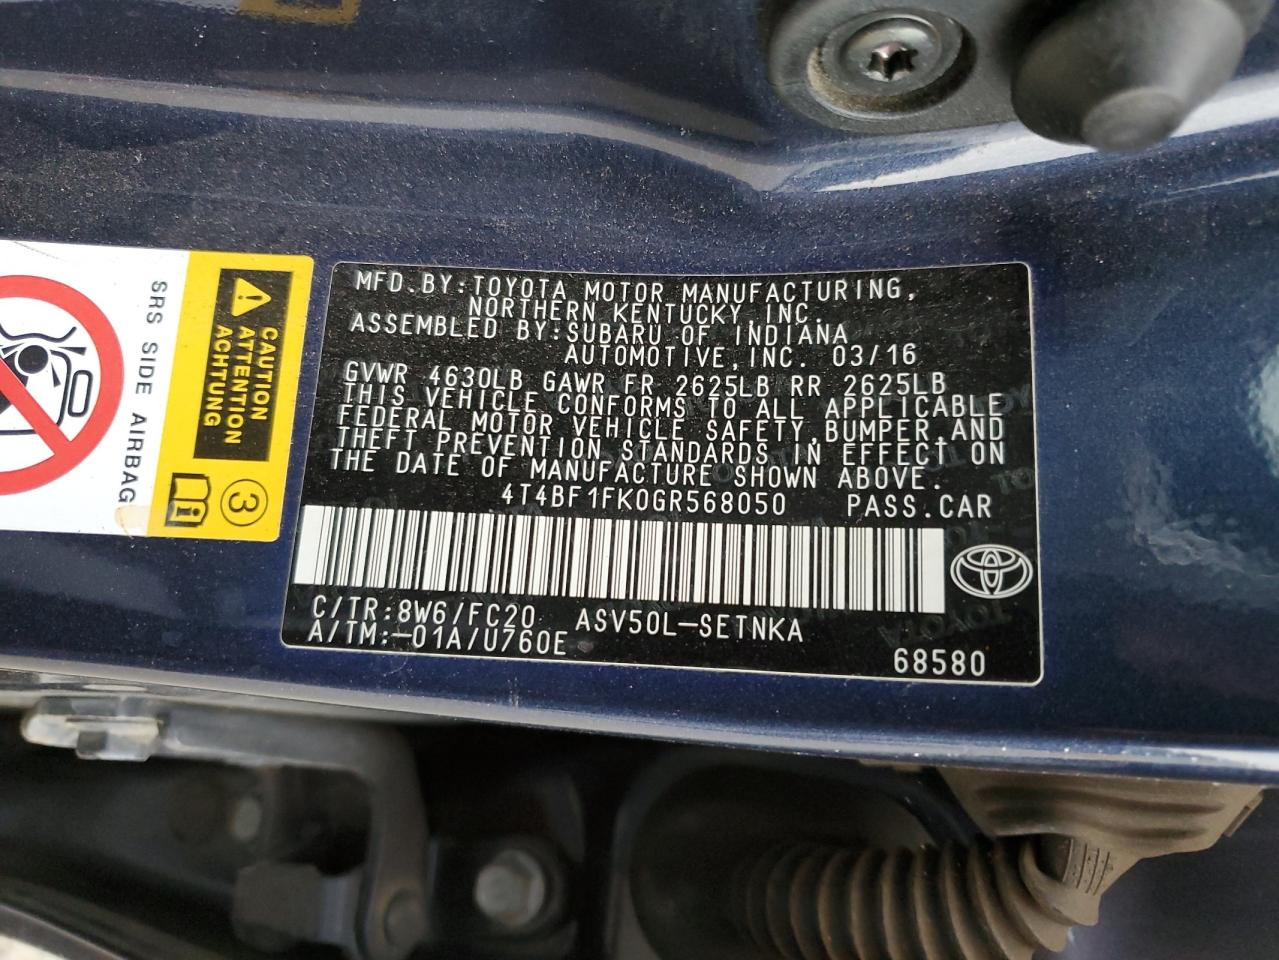 SRS SIDE AIRBAG
CAUTION
ATTENTION
ACHTUNG
3
MFD.BY:TOYOTA MOTOR MANUFACTURING,
NORTHERN KENTUCKY,INC.
ASSEMBLED BY:SUBARU OF INDIANA
AUTOMOTIVE,INC. 03/16
GVWR 4630LB GAWR FR 2625LB RR 2625LB
THIS VEHICLE CONFORMS TO ALL APPLICABLE
FEDERAL MOTOR VEHICLE SAFETY,BUMPER,AND
THEFT PREVENTION STANDARDS IN EFFECT ON
THE DATE OF MANUFACTURE SHOWN ABOVE.
4T4BF1FK0GR568050 PASS.CAR
C/TR:8W6/FC20 ASV50L-SETNKA
A/TM:-01A/U760E
68580